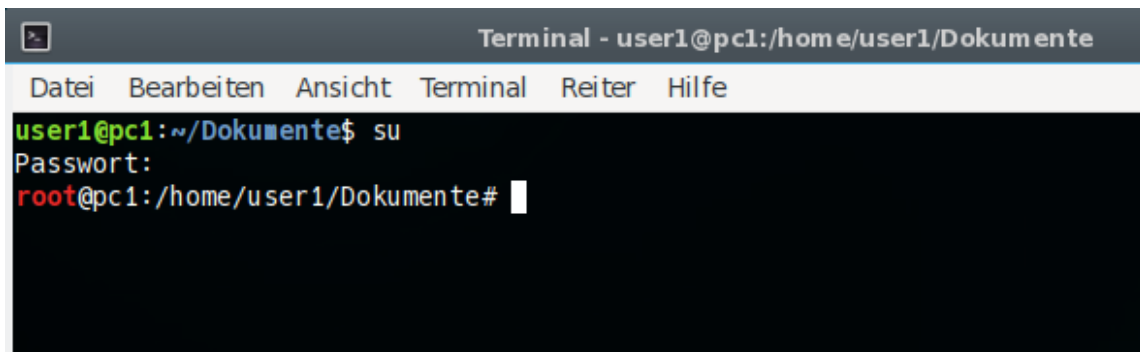 Terminal - user1@pc1:/home/user1/Dokumente
Datei Bearbeiten Ansicht Terminal Reiter Hilfe
user1@pc1:~/Dokumente$ su
Passwort:
root@pc1:/home/user1/Dokumente#